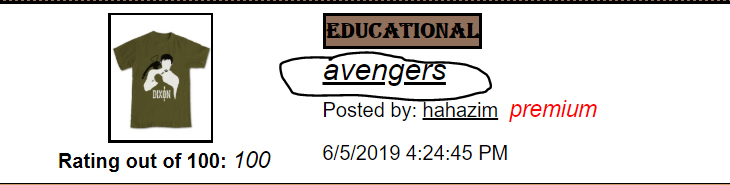 EDUCATIONAL
avengers
Posted by: hahazim premium
6/5/2019 4:24:45 PM
DIXON
Rating out of 100: 100